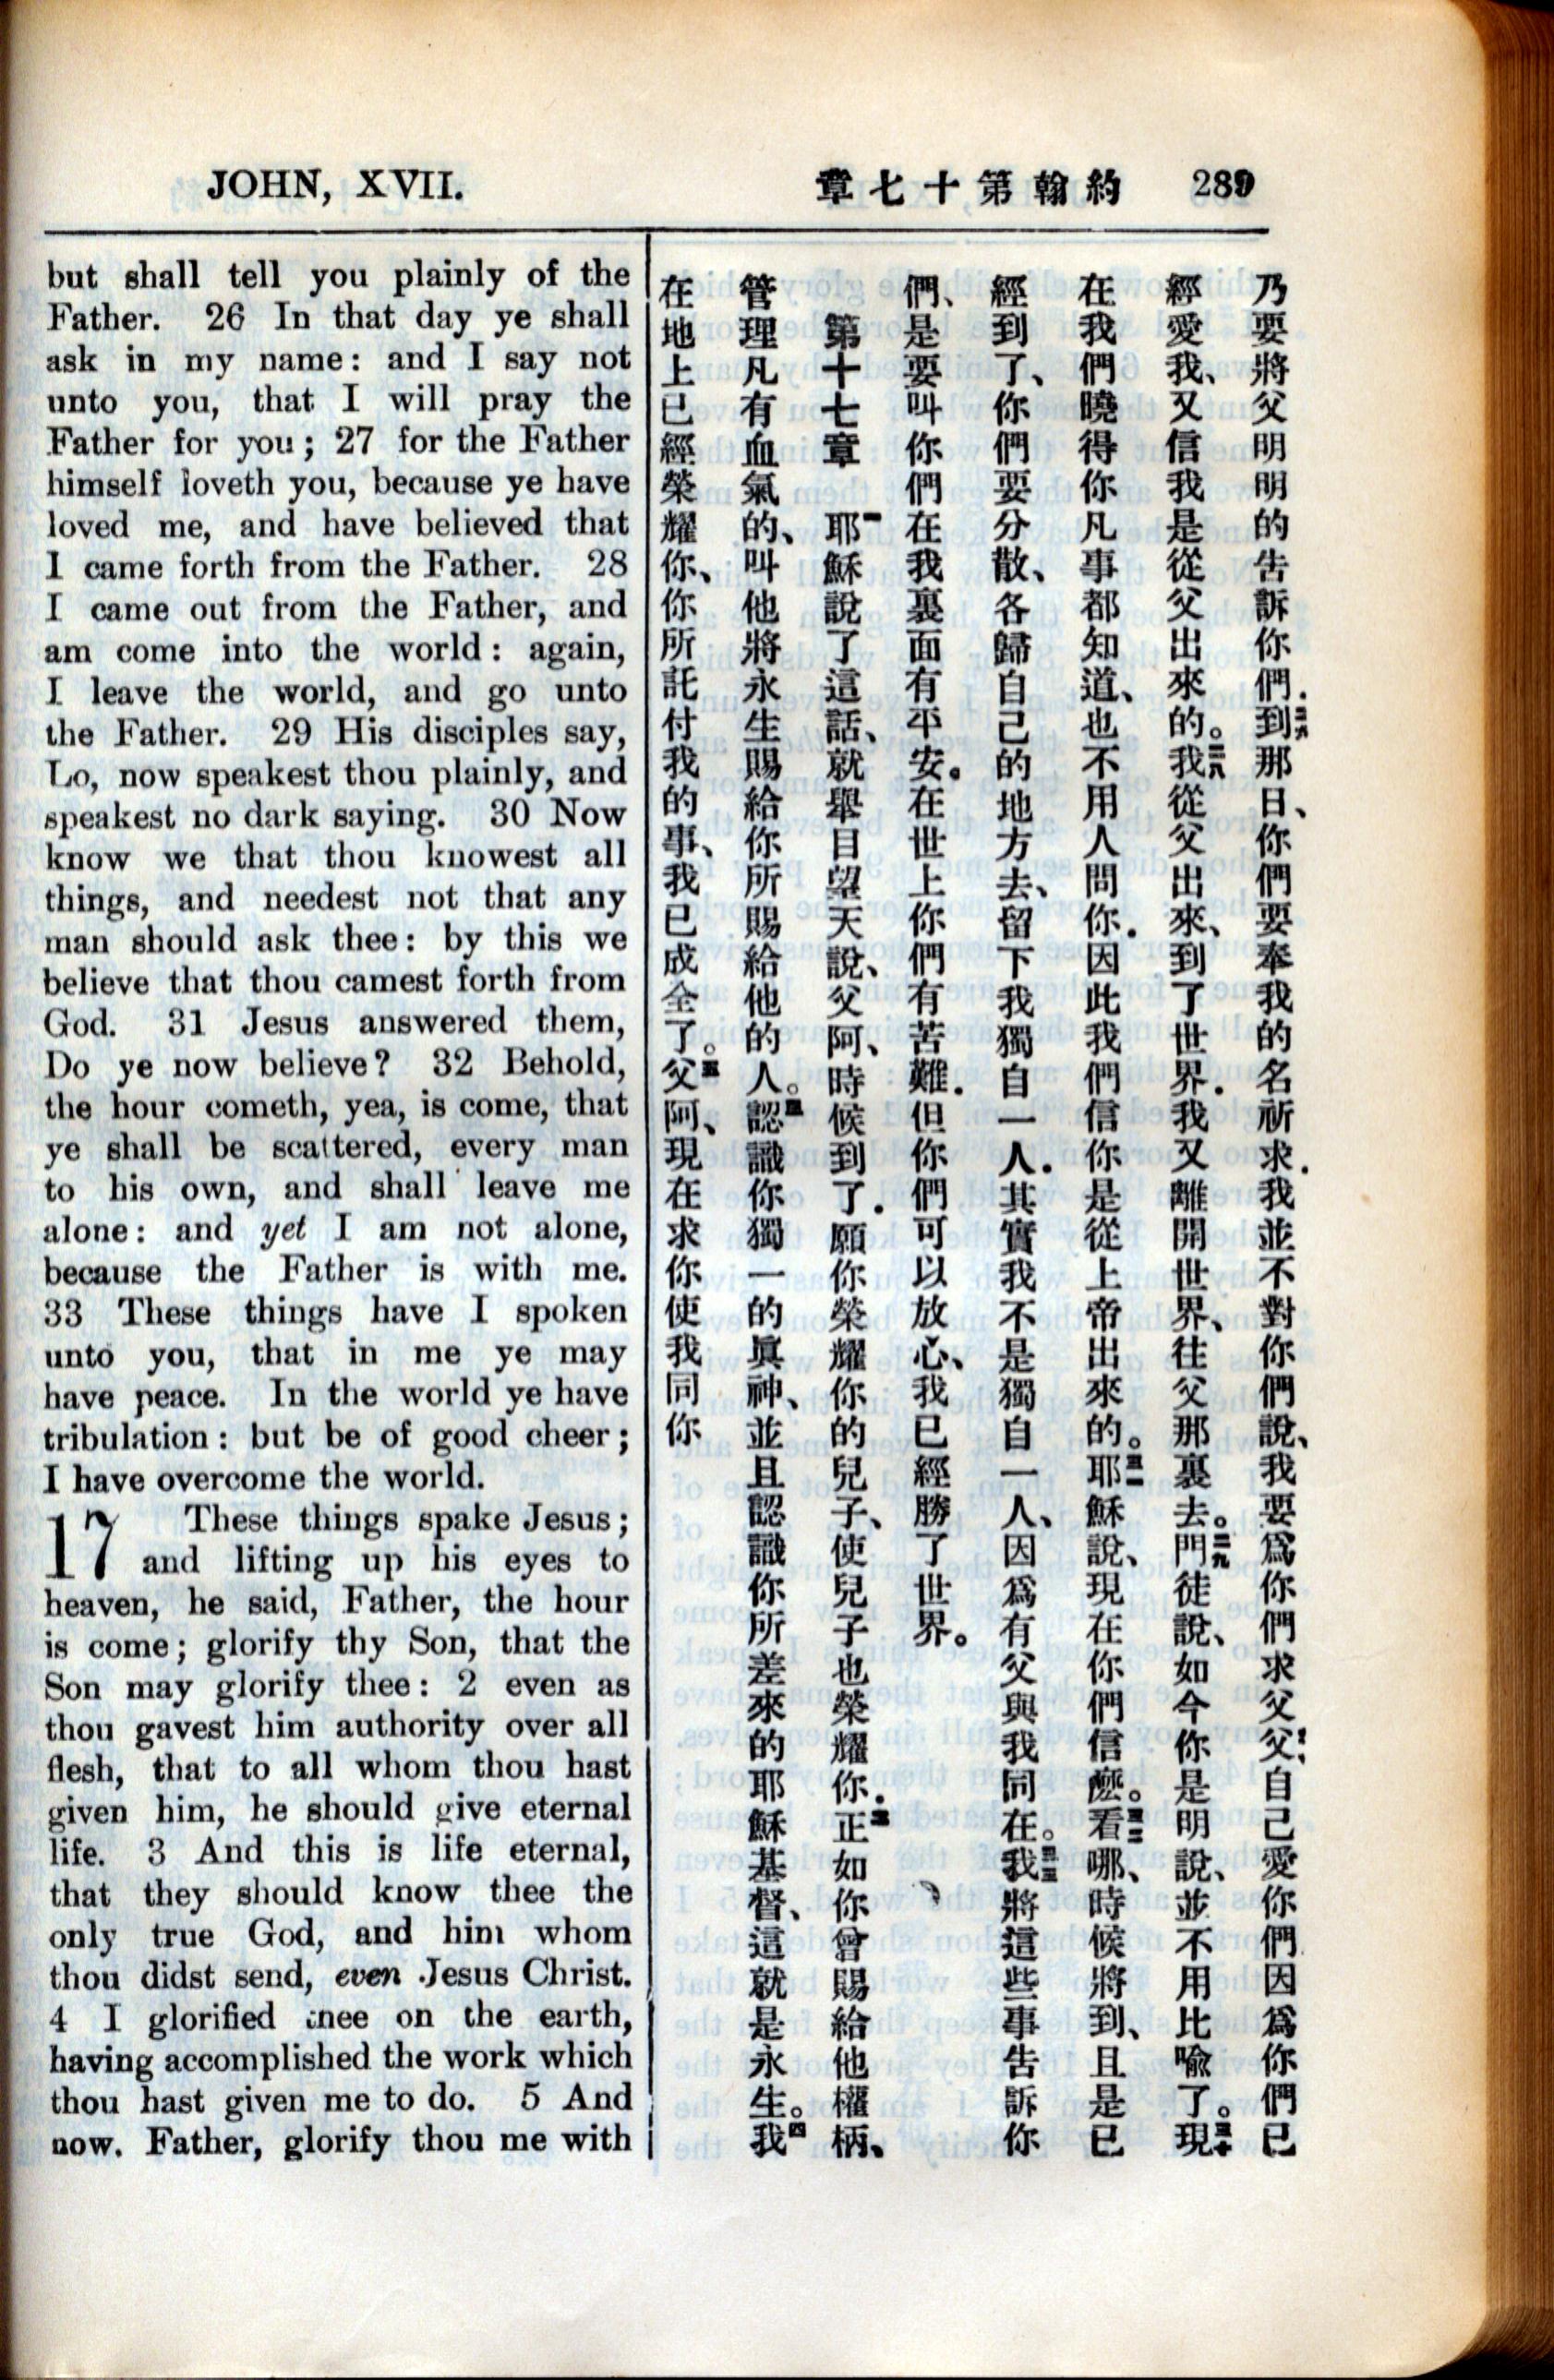 JOHN, XVII.
章七十第翰約 289
but shall tell you plainly of the
Father. 26 In that day ye shall
ask in my name: and I say not
unto you, that I will pray the
Father for you; 27 for the Father
himself loveth you, because ye have
loved me, and have believed that
I came forth from the Father. 28
I came out from the Father, and
am come into the world: again,
I leave the world, and go unto
the Father. 29 His disciples say,
Lo, now speakest thou plainly, and
speakest no dark saying. 30 Now
know we that thou knowest all
things, and needest not that any
man should ask thee: by this we
believe that thou camest forth from
God. 31 Jesus answered them,
Do ye now believe? 32 Behold,
the hour cometh, yea, is come, that
ye shall be scattered, every man
to his own, and shall leave me
alone: and yet I am not alone,
because the Father is with me.
33 These things have I spoken
unto you, that in me ye may
have peace. In the world ye have
tribulation: but be of good cheer;
I have overcome the world.
17 These things spake Jesus;
and lifting up his eyes to
heaven, he said, Father, the hour
is come; glorify thy Son, that the
Son may glorify thee: 2 even as
thou gavest him authority over all
flesh, that to all whom thou hast
given him, he should give eternal
life. 3 And this is life eternal,
that they should know thee the
only true God, and him whom
thou didst send, even Jesus Christ.
4 I glorified thee on the earth,
having accomplished the work which
thou hast given me to do. 5 And
now. Father, glorify thou me with
乃要將父明明的告訴你們.二六到那日、你們要奉我的名祈求.我並不對你們說、我要爲你們求父.二七父自己愛你們因爲你們已
經愛我、又信我是從父出來的。二八我從父出來、到了世界.我又離開世界、往父那裏去。二九門徒說、如今你是明說、並不用比喩了。三十現
在我們曉得你凡事都知道、也不用人問你.因此我們信你是從上帝出來的。三一耶穌說、現在你們信麽。三二看哪、時候將到、且是已
經到了、你們要分散、各歸自己的地方去、留下我獨自一人.其實我不是獨自一人、因爲有父與我同在。三三我將這些事告訴你
們、是要叫你們在我裏面有平安。在世上你們有苦難.但你們可以放心、我已經勝了世界。
第十七章 一耶穌說了這話、就舉目望天說、父阿、時候到了.願你榮耀你的兒子、使兒子也榮耀你.二正如你曾賜給他權柄、
管理凡有血氣的、叫他將永生賜給你所賜給他的人。三認識你獨一的眞神、並且認識你所差來的耶穌基督、這就是永生。四我
在地上已經榮耀你、你所託付我的事、我已成全了。五父阿、現在求你使我同你